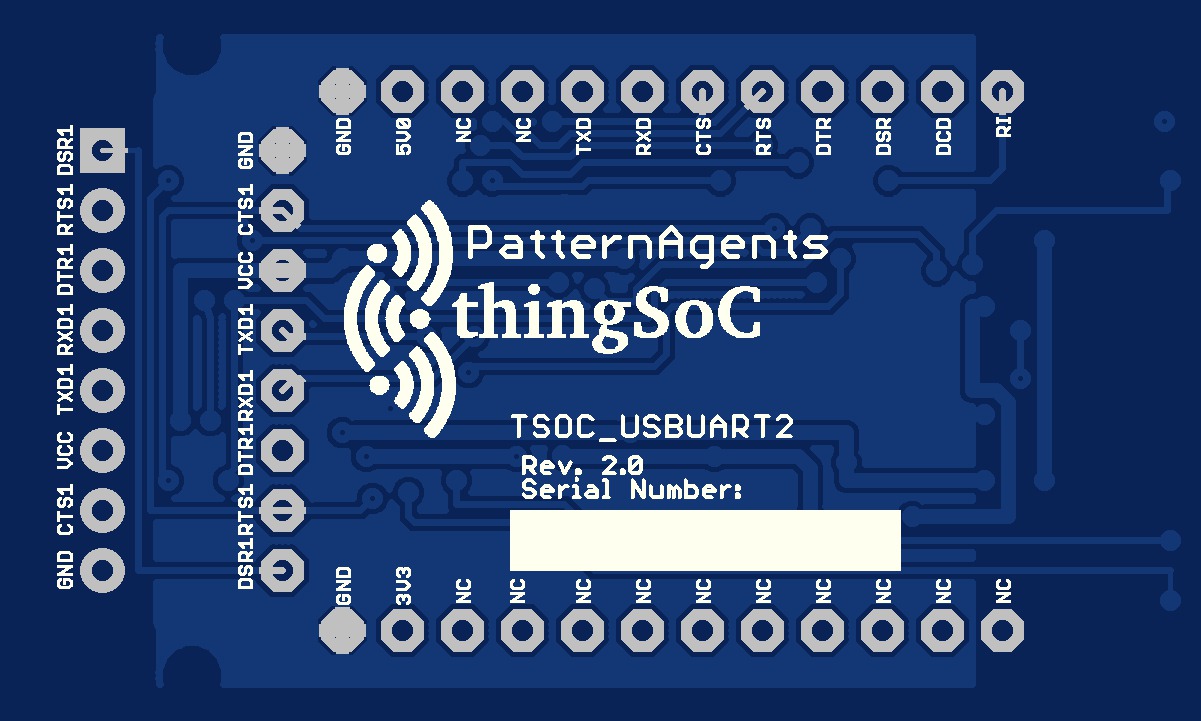 GND
5V0
NC
NC
TXD
RXD
CTS
RTS
DTR
DSR
DCD
RI
DSR1
RTS1
DTR1
RXD1
TXD1
VCC
CTS1
GND
GND
CTS1
VCC
TXD1
RXD1
DTR1
RTS1
DSR1
PatternAgents
thingSoC
TSOC_USBUART2
Rev. 2.0
Serial Number:
GND
3V3
NC
NC
NC
NC
NC
NC
NC
NC
NC
NC